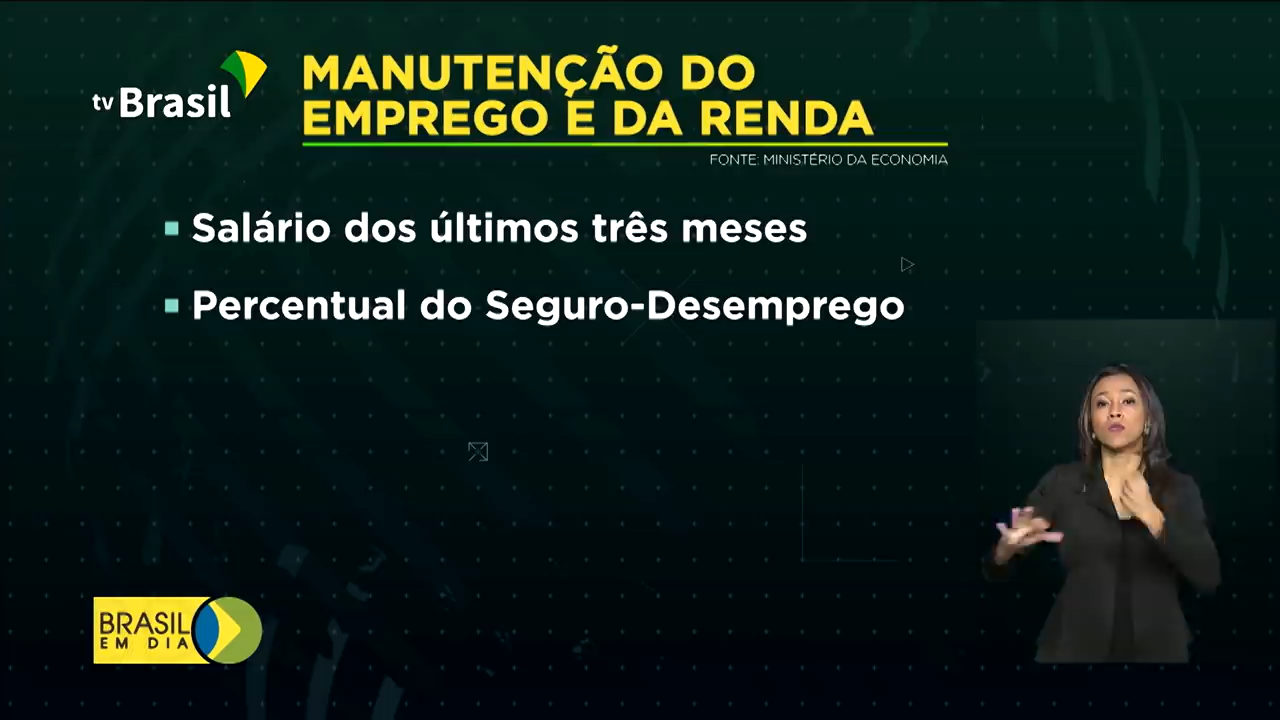 tv Brasil
MANUTENÇÃO DO
EMPREGO E DA RENDA
FONTE: MINISTÉRIO DA ECONOMIA
Salário dos últimos três meses
Percentual do Seguro-Desemprego
BRASIL
EM DIA